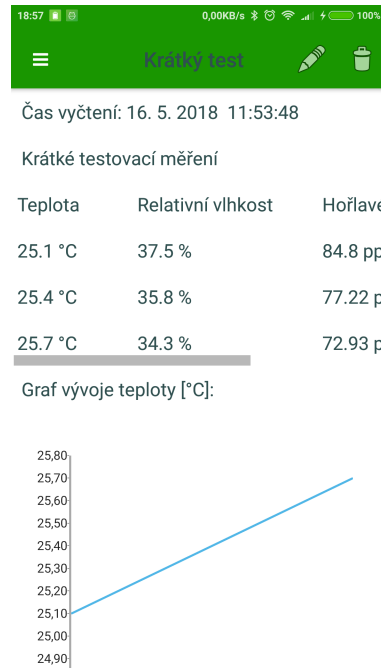 18:57 0,00KB/s 100%
Krátký test
Čas vyčtení: 16. 5. 2018 11:53:48
Krátké testovací měření
Teplota Relativní vlhkost Hořlave
25.1 °C 37.5 % 84.8 pp
25.4 °C 35.8 % 77.22 p
25.7 °C 34.3 % 72.93 p
Graf vývoje teploty [°C]:
25,80
25,70
25,60
25,50
25,40
25,30
25,20
25,10
25,00
24,90